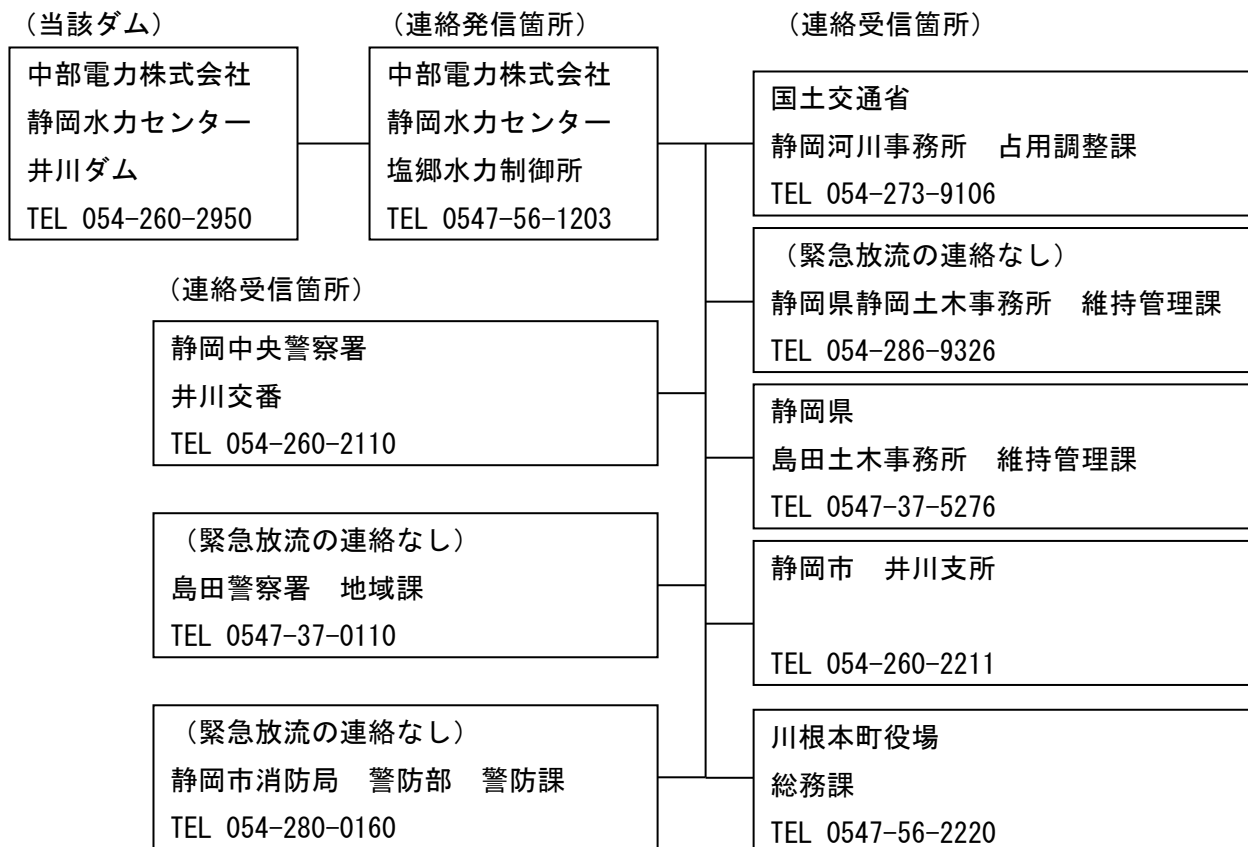 （当該ダム）
中部電力株式会社
静岡水力センター
井川ダム
TEL 054-260-2950
（連絡発信箇所）
中部電力株式会社
静岡水力センター
塩郷水力制御所
TEL 0547-56-1203
（連絡受信箇所）
国土交通省
静岡河川事務所　占用調整課
TEL 054-273-9106
（緊急放流の連絡なし）
静岡県静岡土木事務所　維持管理課
TEL 054-286-9326
静岡県
島田土木事務所　維持管理課
TEL 0547-37-5276
静岡市　井川支所
TEL 054-260-2211
川根本町役場
総務課
TEL 0547-56-2220
（連絡受信箇所）
静岡中央警察署
井川交番
TEL 054-260-2110
（緊急放流の連絡なし）
島田警察署　地域課
TEL 0547-37-0110
（緊急放流の連絡なし）
静岡市消防局　警防部　警防課
TEL 054-280-0160